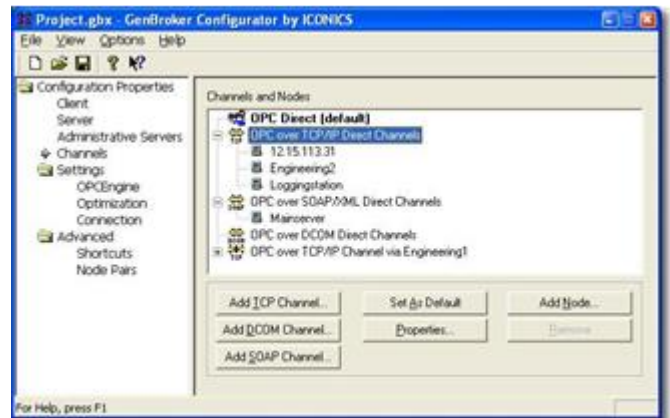 Project.gbx - GenBroker Configurator by ICONICS
File View Options Help
Configuration Properties
Client
Server
Administrative Servers
Channels
Settings
OPCEngine
Optimization
Connection
Advanced
Shortcuts
Node Pairs
Channels and Nodes
OPC Direct (default)
OPC over TCP/IP Direct Channels
12.15.113.31
Engineering2
Loggingstation
OPC over SOAP/XML Direct Channels
Mainserver
OPC over DCOM Direct Channels
OPC over TCP/IP Channel via Engineering1
Add TCP Channel... Set As Default Add Node...
Add DCOM Channel... Properties... Remove
Add SOAP Channel...
For Help, press F1